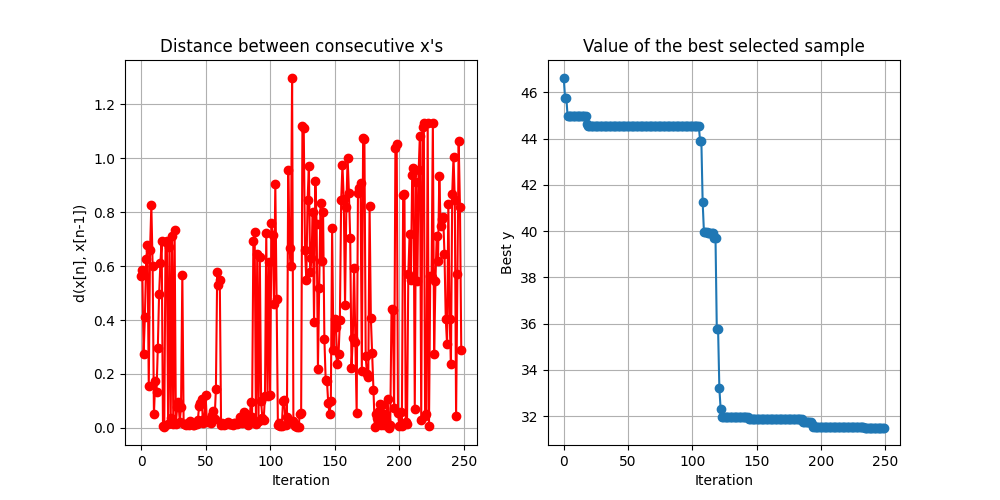 Distance between consecutive x's
d(x[n], x[n-1])
1.2
1.0
0.8
0.6
0.4
0.2
0.0
0 50 100 150 200 250
Iteration
Value of the best selected sample
Best y
46
44
42
40
38
36
34
32
0 50 100 150 200 250
Iteration